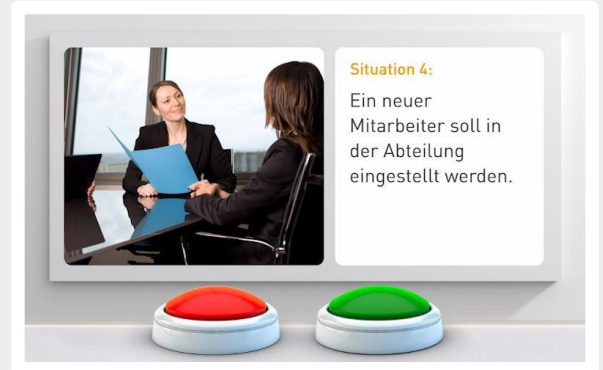 Situation 4:
Ein neuer
Mitarbeiter soll in
der Abteilung
eingestellt werden.